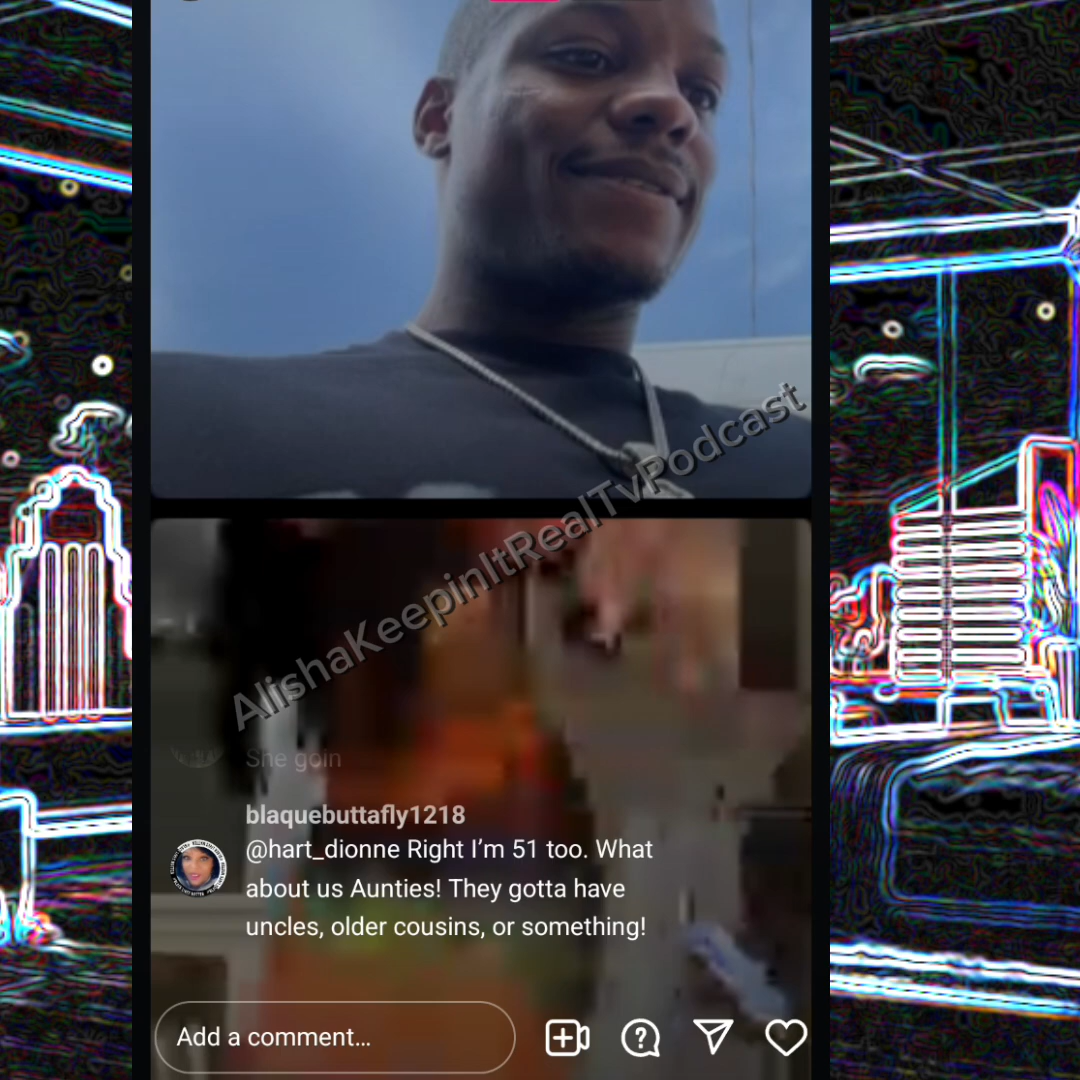 AlishaKeepinItRealTvPodcast
She goin
blaquebuttafly1218
@hart_dionne Right I’m 51 too. What
about us Aunties! They gotta have
uncles, older cousins, or something!
Add a comment...